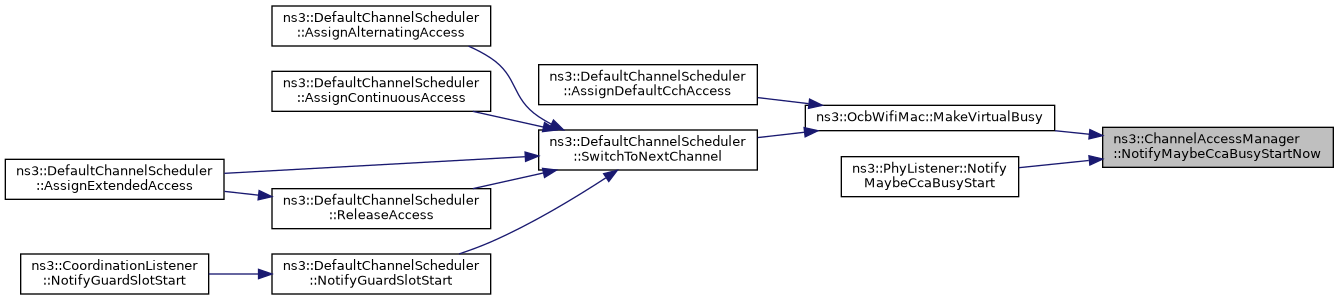 ns3::DefaultChannelScheduler
::AssignAlternatingAccess
ns3::DefaultChannelScheduler
::AssignContinuousAccess
ns3::DefaultChannelScheduler
::AssignDefaultCchAccess
ns3::OcbWifiMac::MakeVirtualBusy
ns3::ChannelAccessManager
::NotifyMaybeCcaBusyStartNow
ns3::DefaultChannelScheduler
::SwitchToNextChannel
ns3::PhyListener::Notify
MaybeCcaBusyStart
ns3::DefaultChannelScheduler
::AssignExtendedAccess
ns3::DefaultChannelScheduler
::ReleaseAccess
ns3::CoordinationListener
::NotifyGuardSlotStart
ns3::DefaultChannelScheduler
::NotifyGuardSlotStart